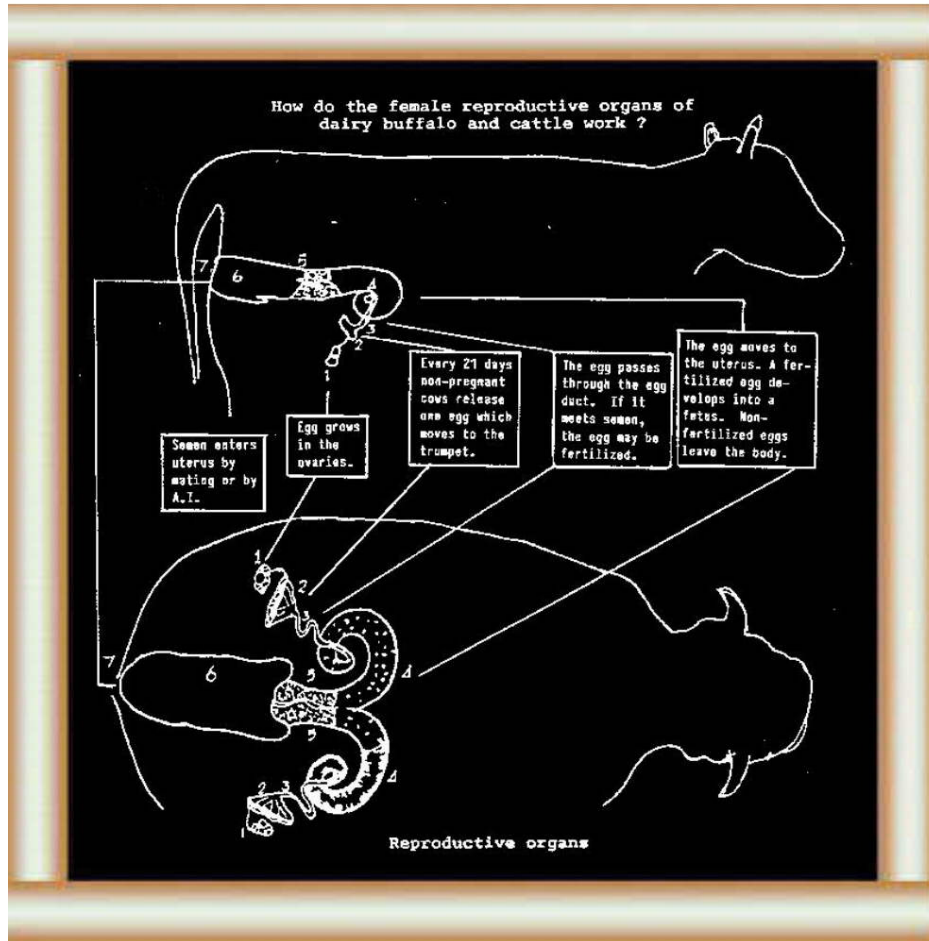 How do the female reproductive organs of
dairy buffalo and cattle work ?
7
6
5
4
3
2
1
Semen enters
uterus by
mating or by
A.I.
Egg grows
in the
ovaries.
Every 21 days
non-pregnant
cows release
one egg which
moves to the
trumpet.
The egg passes
through the egg
duct. If it
meets semen,
the egg may be
fertilized.
The egg moves to
the uterus. A fer-
tilized egg de-
velops into a
fetus. Non-
fertilized eggs
leave the body.
1
2
3
7
6
5
4
5
4
2 3
1
Reproductive organs